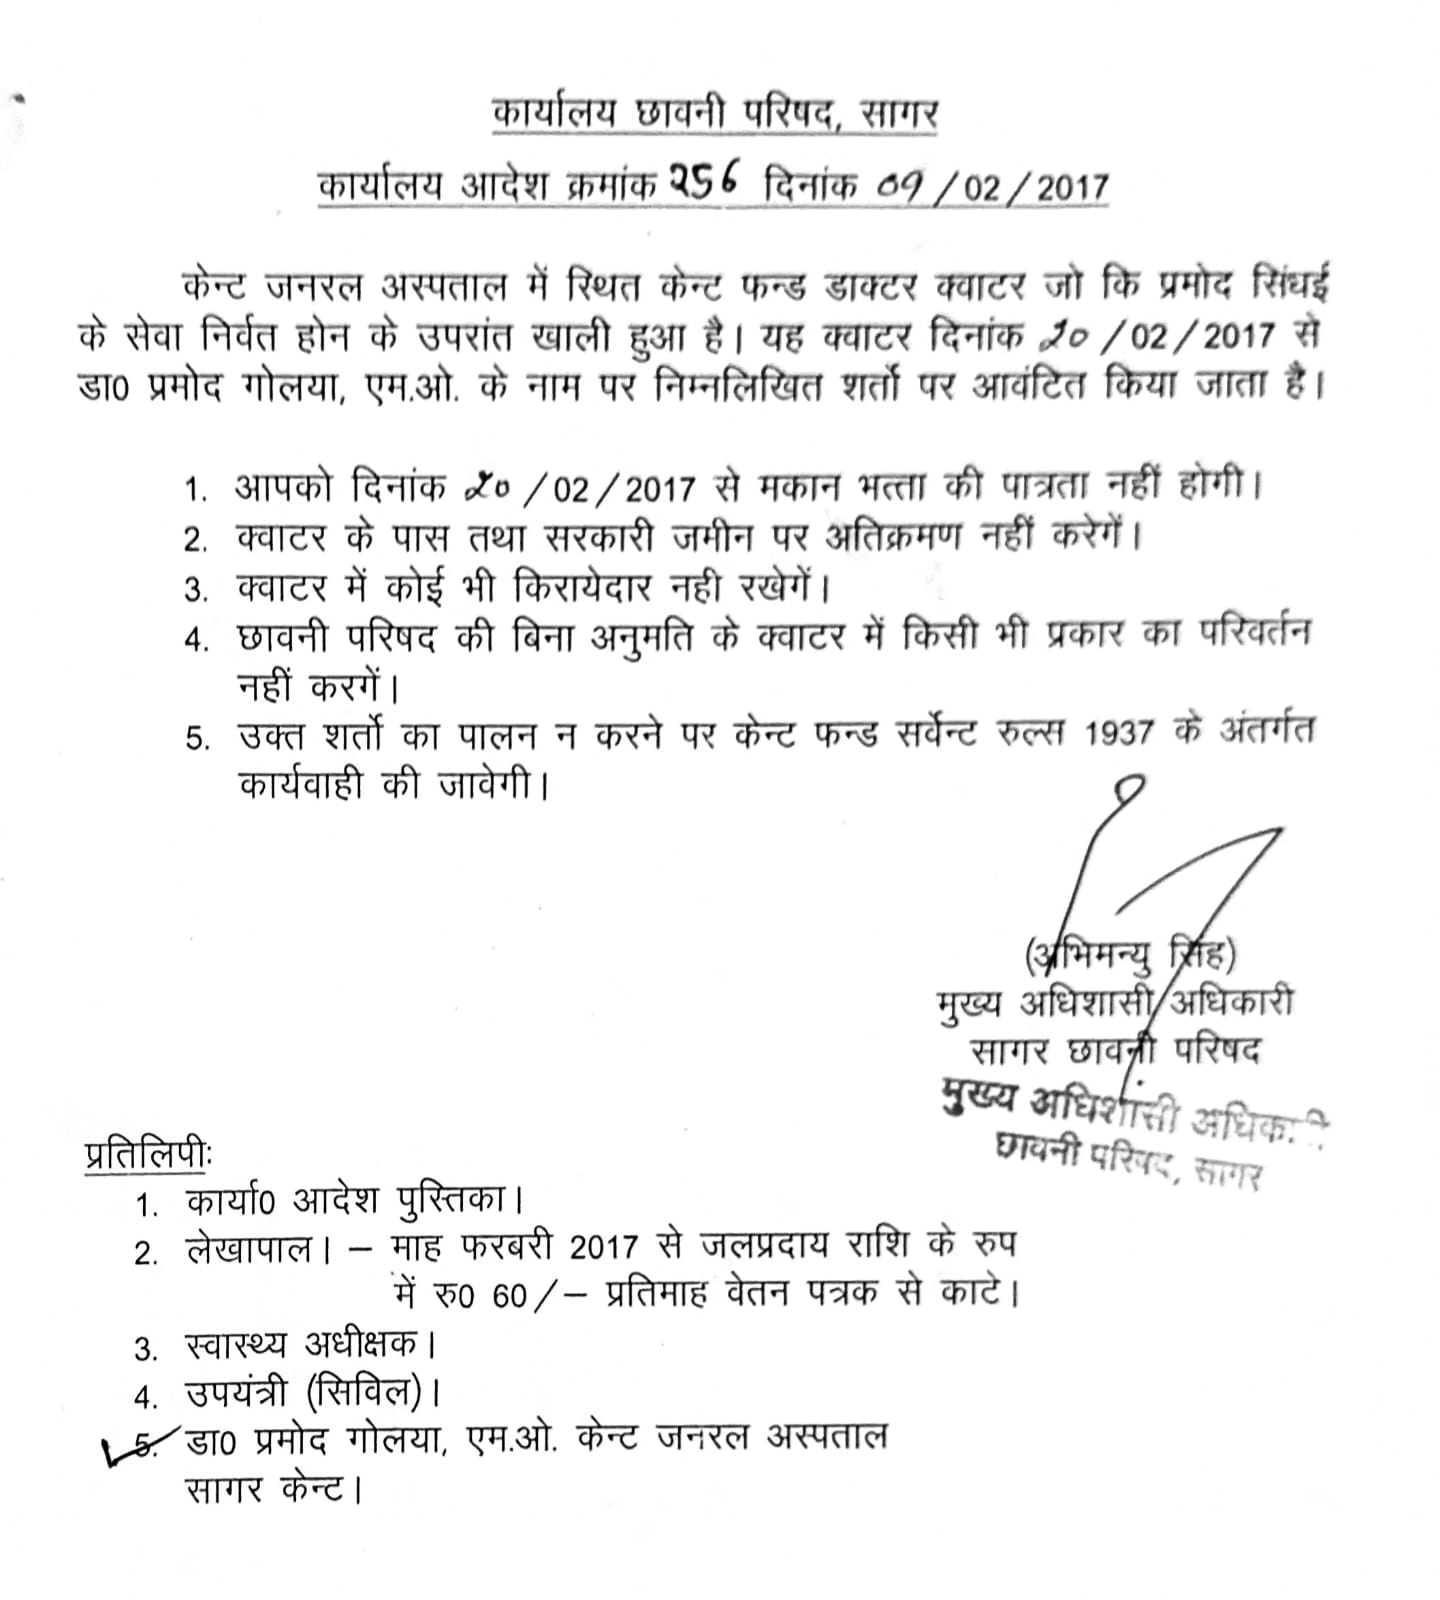 कार्यालय छावनी परिषद, सागर
कार्यालय आदेश क्रमांक 256 दिनांक 09/02/2017
केन्ट जनरल अस्पताल में स्थित केन्ट फन्ड डाक्टर क्वाटर जो कि प्रमोद सिंघई
के सेवा निर्वत होन के उपरांत खाली हुआ है। यह क्वाटर दिनांक 20/02/2017 से
डा0 प्रमोद गोलया, एम.ओ. के नाम पर निम्नलिखित शर्तो पर आवंटित किया जाता है।
1. आपको दिनांक 20/02/2017 से मकान भत्ता की पात्रता नहीं होगी।
2. क्वाटर के पास तथा सरकारी जमीन पर अतिक्रमण नहीं करेगें।
3. क्वाटर में कोई भी किरायेदार नही रखेगें।
4. छावनी परिषद की बिना अनुमति के क्वाटर में किसी भी प्रकार का परिवर्तन
नहीं करगें।
5. उक्त शर्तो का पालन न करने पर केन्ट फन्ड सर्वेन्ट रुल्स 1937 के अंतर्गत
कार्यवाही की जावेगी।
(अभिमन्यु सिंह)
मुख्य अधिशासी अधिकारी
सागर छावनी परिषद
मुख्य अधिशासी
छावनी परिषद, सागर
प्रतिलिपीः
1. कार्या0 आदेश पुस्तिका।
2. लेखापाल। – माह फरबरी 2017 से जलप्रदाय राशि के रुप
में रु0 60/– प्रतिमाह वेतन पत्रक से काटे।
3. स्वास्थ्य अधीक्षक।
4. उपयंत्री (सिविल)।
5. डा0 प्रमोद गोलया, एम.ओ. केन्ट जनरल अस्पताल
सागर केन्ट।